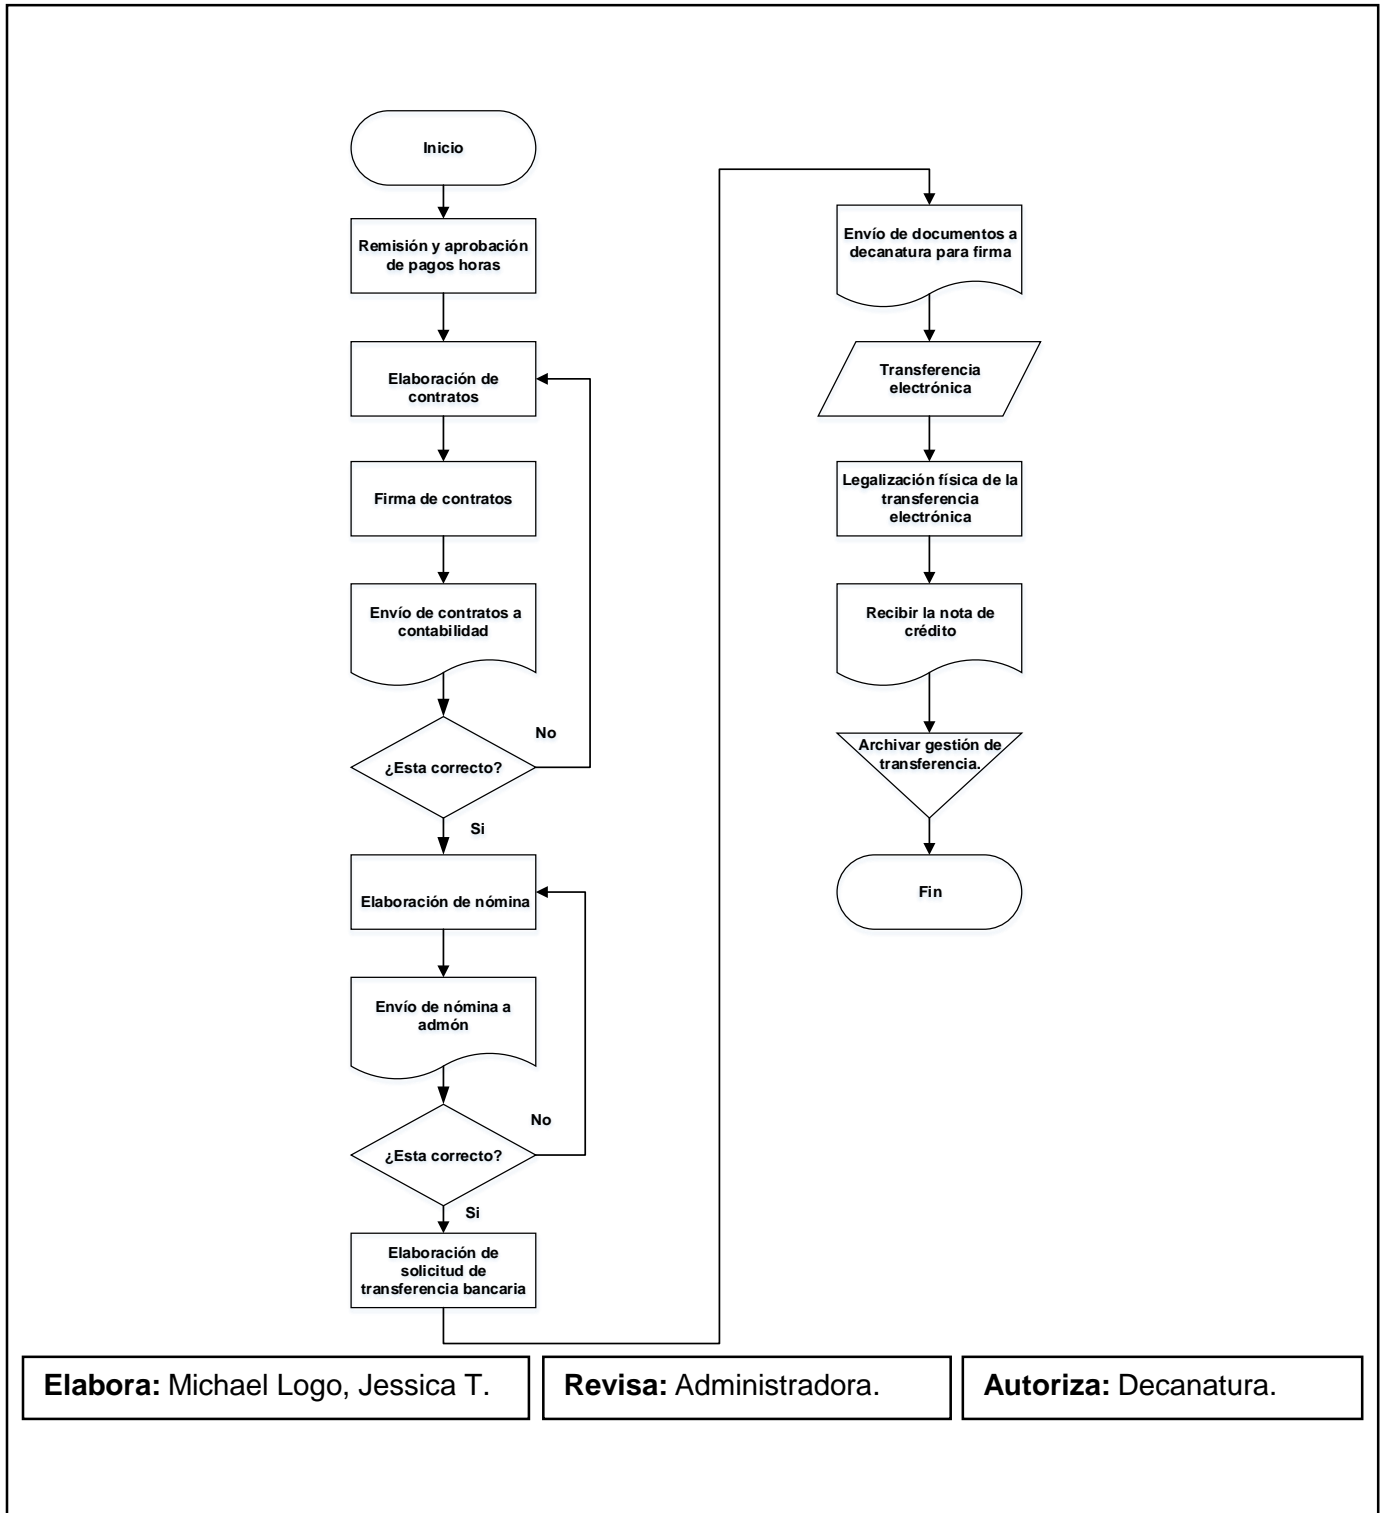 Inicio
Remisión y aprobación
de pagos horas
Elaboración de
contratos
Firma de contratos
Envío de contratos a
contabilidad
No
¿Esta correcto?
Si
Elaboración de nómina
Envío de nómina a
admón
No
¿Esta correcto?
Si
Elaboración de
solicitud de
transferencia bancaria
Envío de documentos a
decanatura para firma
Transferencia
electrónica
Legalización física de la
transferencia
electrónica
Recibir la nota de
crédito
Archivar gestión de
transferencia.
Fin
Elabora: Michael Logo, Jessica T.
Revisa: Administradora.
Autoriza: Decanatura.